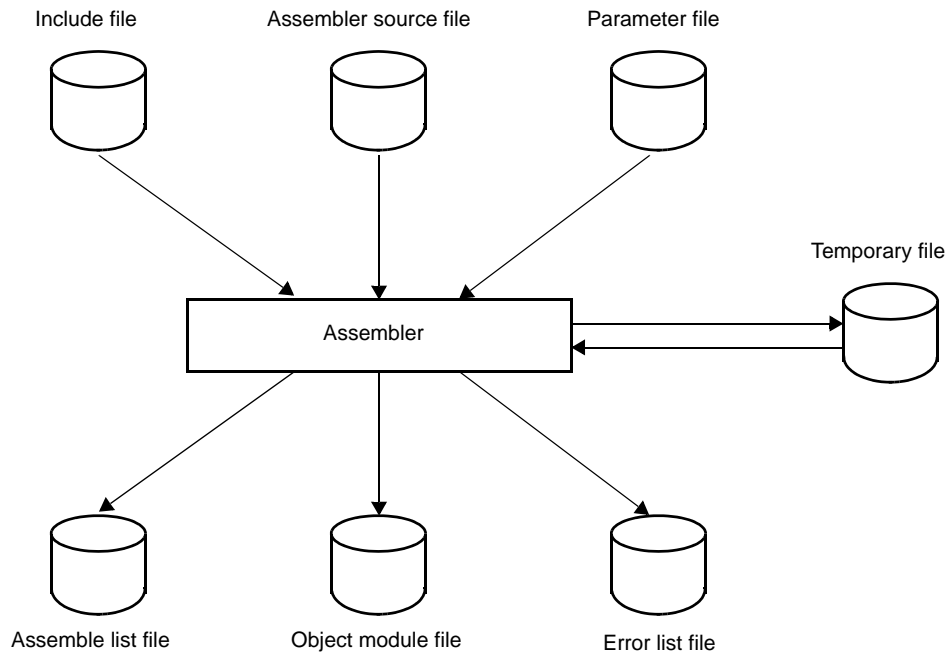 Include file
Assembler source file
Parameter file
Temporary file
Assembler
Assemble list file
Object module file
Error list file